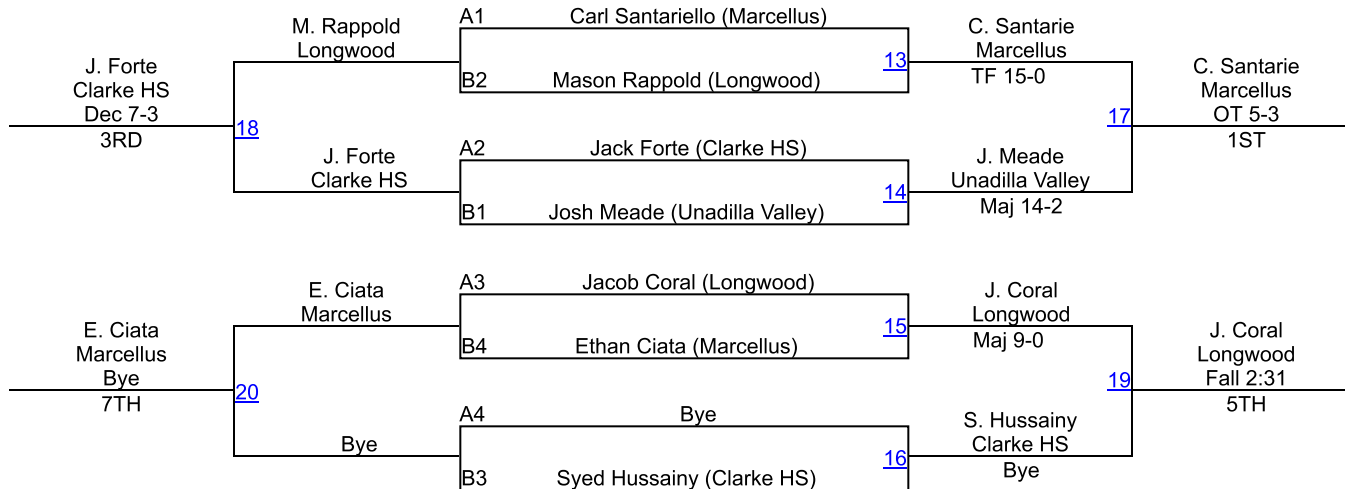 A1
Carl Santariello (Marcellus)
M. Rappold
Longwood
C. Santarie
Marcellus
13
TF 15-0
B2
Mason Rappold (Longwood)
J. Forte
Clarke HS
Dec 7-3
3RD
18
17
C. Santarie
Marcellus
OT 5-3
1ST
A2
Jack Forte (Clarke HS)
J. Forte
Clarke HS
J. Meade
Unadilla Valley
14
Maj 14-2
B1
Josh Meade (Unadilla Valley)
A3
Jacob Coral (Longwood)
E. Ciata
Marcellus
J. Coral
Longwood
15
Maj 9-0
B4
Ethan Ciata (Marcellus)
E. Ciata
Marcellus
Bye
7TH
20
19
J. Coral
Longwood
Fall 2:31
5TH
A4
Bye
Bye
S. Hussainy
Clarke HS
16
Bye
B3
Syed Hussainy (Clarke HS)